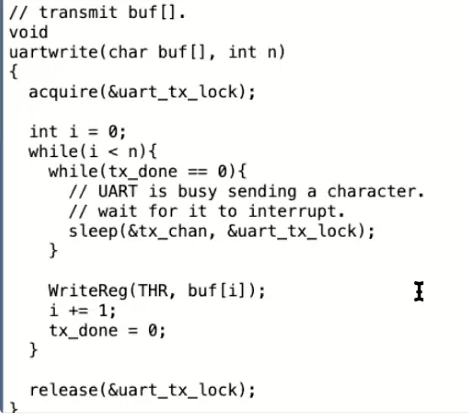 // transmit buf[].
void
uartwrite(char buf[], int n)
{
  acquire(&uart_tx_lock);

  int i = 0;
  while(i < n){
    while(tx_done == 0){
      // UART is busy sending a character.
      // wait for it to interrupt.
      sleep(&tx_chan, &uart_tx_lock);
    }

    WriteReg(THR, buf[i]);
    i += 1;
    tx_done = 0;
  }

  release(&uart_tx_lock);
}